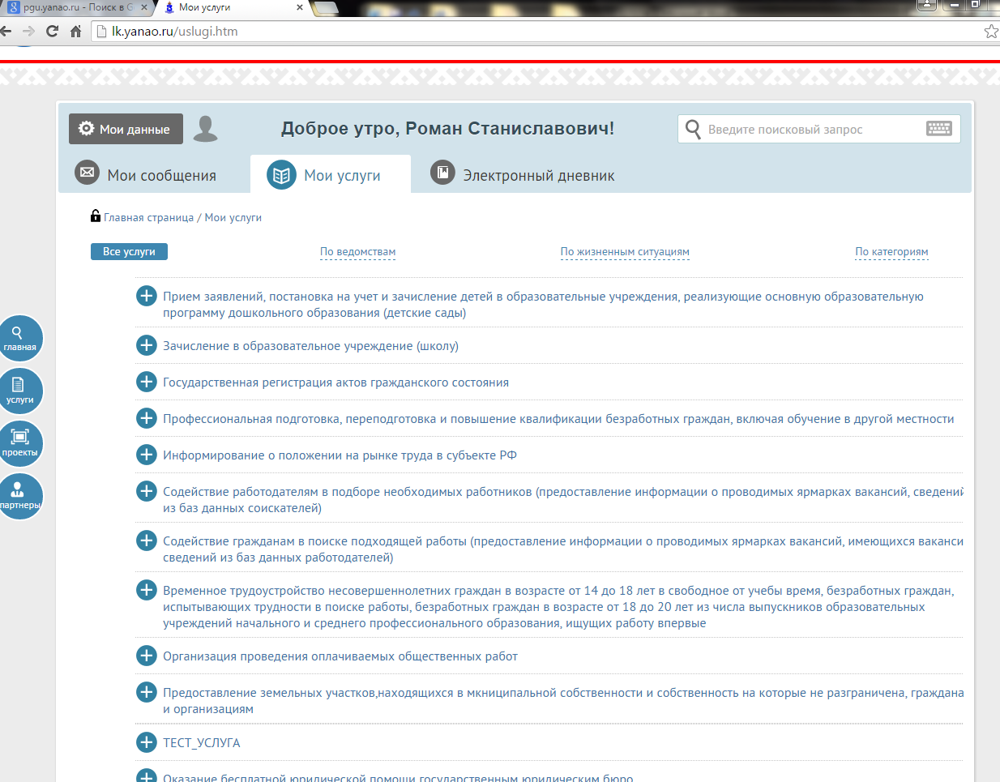 pgu.yanao.ru - Поиск в G
Мои услуги
lk.yanao.ru/uslugi.htm
Мои данные
Доброе утро, Роман Станиславович!
Введите поисковый запрос
Мои сообщения
Мои услуги
Электронный дневник
Главная страница / Мои услуги
Все услуги
По ведомствам
По жизненным ситуациям
По категориям
Прием заявлений, постановка на учет и зачисление детей в образовательные учреждения, реализующие основную образовательную
программу дошкольного образования (детские сады)
Зачисление в образовательное учреждение (школу)
Государственная регистрация актов гражданского состояния
Профессиональная подготовка, переподготовка и повышение квалификации безработных граждан, включая обучение в другой местности
Информирование о положении на рынке труда в субъекте РФ
Содействие работодателям в подборе необходимых работников (предоставление информации о проводимых ярмарках вакансий, сведений
из баз данных соискателей)
Содействие гражданам в поиске подходящей работы (предоставление информации о проводимых ярмарках вакансий, имеющихся ваканси
сведений из баз данных работодателей)
Временное трудоустройство несовершеннолетних граждан в возрасте от 14 до 18 лет в свободное от учебы время, безработных граждан,
испытывающих трудности в поиске работы, безработных граждан в возрасте от 18 до 20 лет из числа выпускников образовательных
учреждений начального и среднего профессионального образования, ищущих работу впервые
Организация проведения оплачиваемых общественных работ
Предоставление земельных участков,находящихся в мкниципальной собственности и собственность на которые не разграничена, граждана
и организациям
ТЕСТ_УСЛУГА
Оказание бесплатной юридической помощи государственным юридическим бюро
главная
услуги
проекты
партнеры